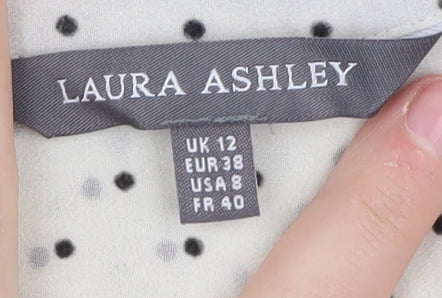 LAURA ASHLEY
UK 12
EUR 38
USA 8
FR 40